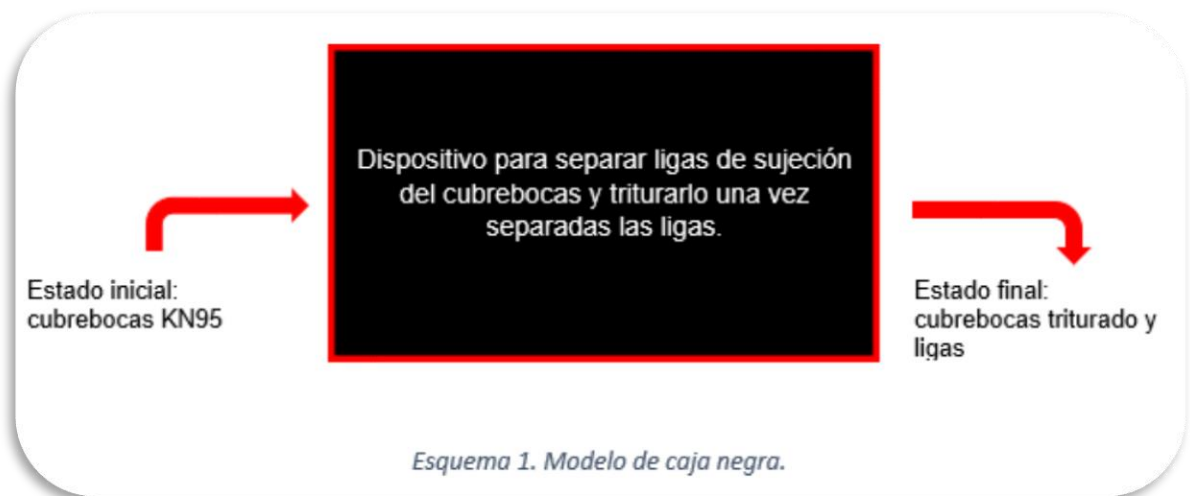 Dispositivo para separar ligas de sujeción
del cubrebocas y triturarlo una vez
separadas las ligas.
Estado inicial:
cubrebocas KN95
Estado final:
cubrebocas triturado y
ligas
Esquema 1. Modelo de caja negra.